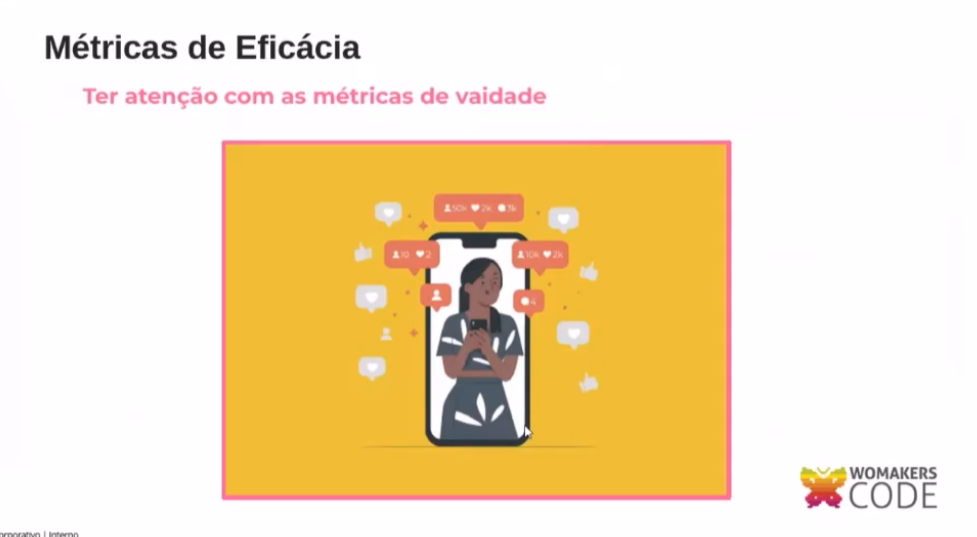 Métricas de Eficácia
Ter atenção com as métricas de vaidade
50k 2k 3k
10 2
10k 2k
4
WOMAKERS
CODE
orporativo | Interno